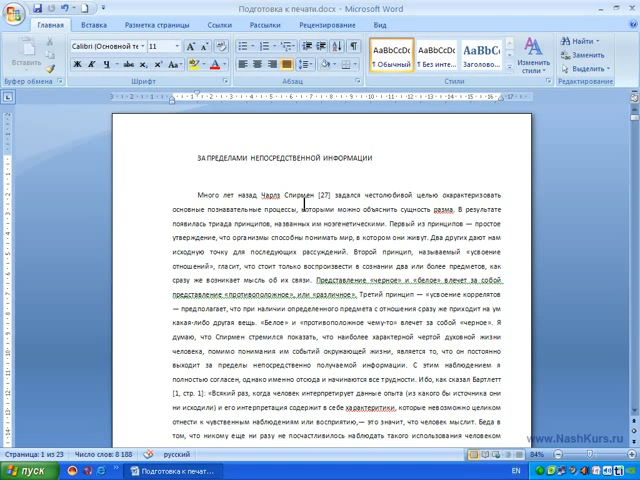 Подготовка к печати.docx - Microsoft Word
Главная Вставка Разметка страницы Ссылки Рассылки Рецензирование Вид
Calibri (Основной те 11
AaBbCcDc AaBbCcDc AaBbC
Вставить
¶ Обычный ¶ Без инте... Заголово...
Изменить стили
Найти
Заменить
Выделить
Буфер обмена Шрифт Абзац Стили Редактирование
ЗА ПРЕДЕЛАМИ НЕПОСРЕДСТВЕННОЙ ИНФОРМАЦИИ
Много лет назад Чарлз Спирмен [27] задался честолюбивой целью охарактеризовать
основные познавательные процессы, которыми можно объяснить сущность разма. В результате
появилась триада принципов, названных им ноэгенетическими. Первый из принципов — простое
утверждение, что организмы способны понимать мир, в котором они живут. Два других дают нам
исходную точку для последующих рассуждений. Второй принцип, называемый «усвоение
отношений», гласит, что стоит только воспроизвести в сознании два или более предметов, как
сразу же возникает мысль об их связи. Представление «черное» и «белое» влечет за собой
представление «противоположное», или «различное». Третий принцип — «усвоение коррелятов
— предполагает, что при наличии определенного предмета с отношения сразу же приходит на ум
какая-либо другая вещь. «Белое» и «противоположное чему-то» влечет за собой «черное». Я
думаю, что Спирмен стремился показать, что наиболее характерной чертой духовной жизни
человека, помимо понимания им событий окружающей жизни, является то, что он постоянно
выходит за пределы непосредственно получаемой информации. С этим наблюдением я
полностью согласен, однако именно отсюда и начинаются все трудности. Ибо, как сказал Бартлетт
[1, стр. 1]: «Всякий раз, когда человек интерпретирует данные опыта (из какого бы источника они
ни исходили) и его интерпретация содержит в себе характеритики, которые невозможно целиком
отнести к чувственным наблюдениям или восприятию,— это значит, что человек мыслит. Беда в
том, что никому еще ни разу не посчастливилось наблюдать такого использования человеком
www.NashKurs.ru
Страница: 1 из 23 Число слов: 8 188 русский 84%
пуск Подготовка к печат... EN